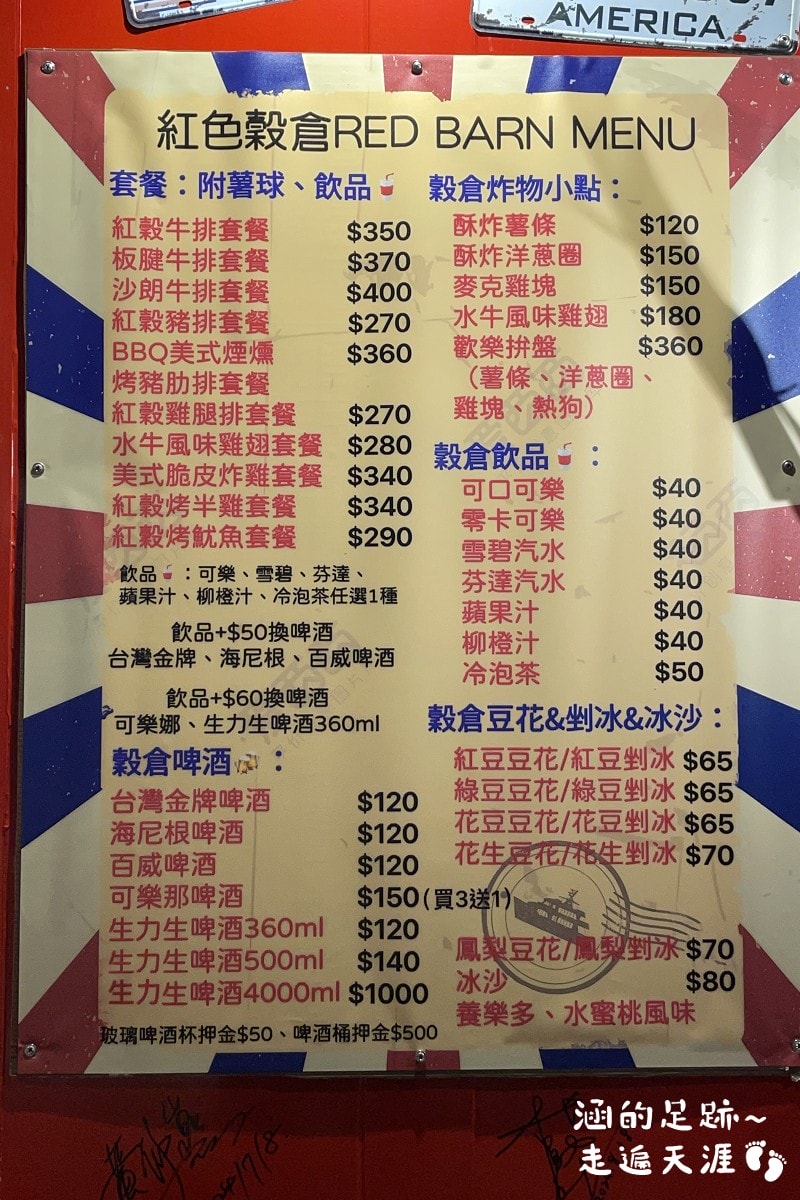 AMERICA
紅色穀倉RED BARN MENU
套餐：附薯球、飲品
紅穀牛排套餐 $350
板腱牛排套餐 $370
沙朗牛排套餐 $400
紅穀豬排套餐 $270
BBQ美式煙燻 $360
烤豬肋排套餐
紅穀雞腿排套餐 $270
水牛風味雞翅套餐 $280
美式脆皮炸雞套餐 $340
紅穀烤半雞套餐 $340
紅穀烤魷魚套餐 $290
飲品：可樂、雪碧、芬達、
蘋果汁、柳橙汁、冷泡茶任選1種
飲品+$50換啤酒
台灣金牌、海尼根、百威啤酒
飲品+$60換啤酒
可樂娜、生力生啤酒360ml
穀倉啤酒：
台灣金牌啤酒 $120
海尼根啤酒 $120
百威啤酒 $120
可樂那啤酒 $150(買3送1)
生力生啤酒360ml $120
生力生啤酒500ml $140
生力生啤酒4000ml $1000
玻璃啤酒杯押金$50、啤酒桶押金$500
穀倉炸物小點：
酥炸薯條 $120
酥炸洋蔥圈 $150
麥克雞塊 $150
水牛風味雞翅 $180
歡樂拚盤 $360
（薯條、洋蔥圈、
雞塊、熱狗）
穀倉飲品：
可口可樂 $40
零卡可樂 $40
雪碧汽水 $40
芬達汽水 $40
蘋果汁 $40
柳橙汁 $40
冷泡茶 $50
穀倉豆花&剉冰&冰沙：
紅豆豆花/紅豆剉冰 $65
綠豆豆花/綠豆剉冰 $65
花豆豆花/花豆剉冰 $65
花生豆花/花生剉冰 $70
鳳梨豆花/鳳梨剉冰 $70
冰沙 $80
養樂多、水蜜桃風味
涵的足跡~
走遍天涯